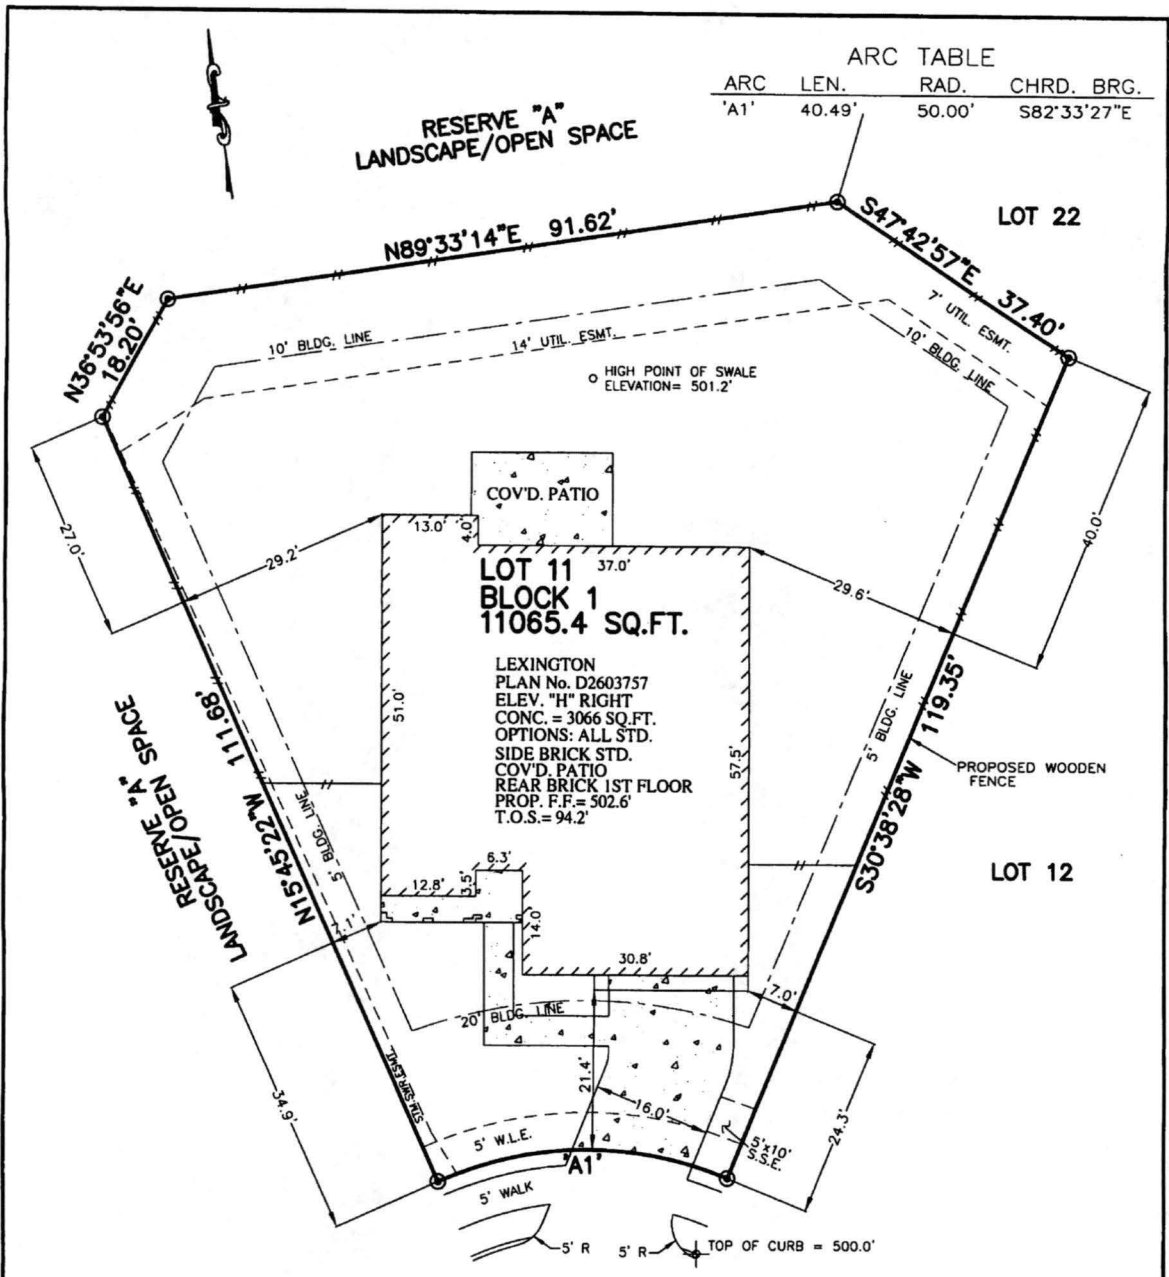 ARC TABLE
ARC LEN. RAD. CHRD. BRG.
'A1' 40.49' 50.00' S82°33'27"E
RESERVE "A"
LANDSCAPE/OPEN SPACE
LOT 22
N89°33'14"E 91.62'
S47°42'57"E 37.40'
N36°53'56"E
18.20'
7' UTIL. ESMT.
10' BLDG. LINE
14' UTIL. ESMT.
10' BLDG. LINE
HIGH POINT OF SWALE
ELEVATION= 501.2'
COV'D. PATIO
27.0'
29.2'
13.0'
4.0'
37.0'
29.6'
40.0'
LOT 11
BLOCK 1
11065.4 SQ.FT.
LEXINGTON
PLAN No. D2603757
ELEV. "H" RIGHT
CONC. = 3066 SQ.FT.
OPTIONS: ALL STD.
SIDE BRICK STD.
COV'D. PATIO
REAR BRICK 1ST FLOOR
PROP. F.F.= 502.6'
T.O.S.= 94.2'
51.0'
57.5'
RESERVE "A"
LANDSCAPE/OPEN SPACE
N15°45'22"W 111.68'
5' BLDG. LINE
5' BLDG. LINE
S30°38'28"W 119.35'
PROPOSED WOODEN
FENCE
LOT 12
6.3'
12.8'
3.5'
14.0'
7.1'
30.8'
7.0'
20' BLDG. LINE
STM.SWR.ESMT.
34.9'
21.4'
16.0'
24.3'
5' W.L.E.
5'x10'
S.S.E.
'A1'
5' WALK
5' R
5' R
TOP OF CURB = 500.0'